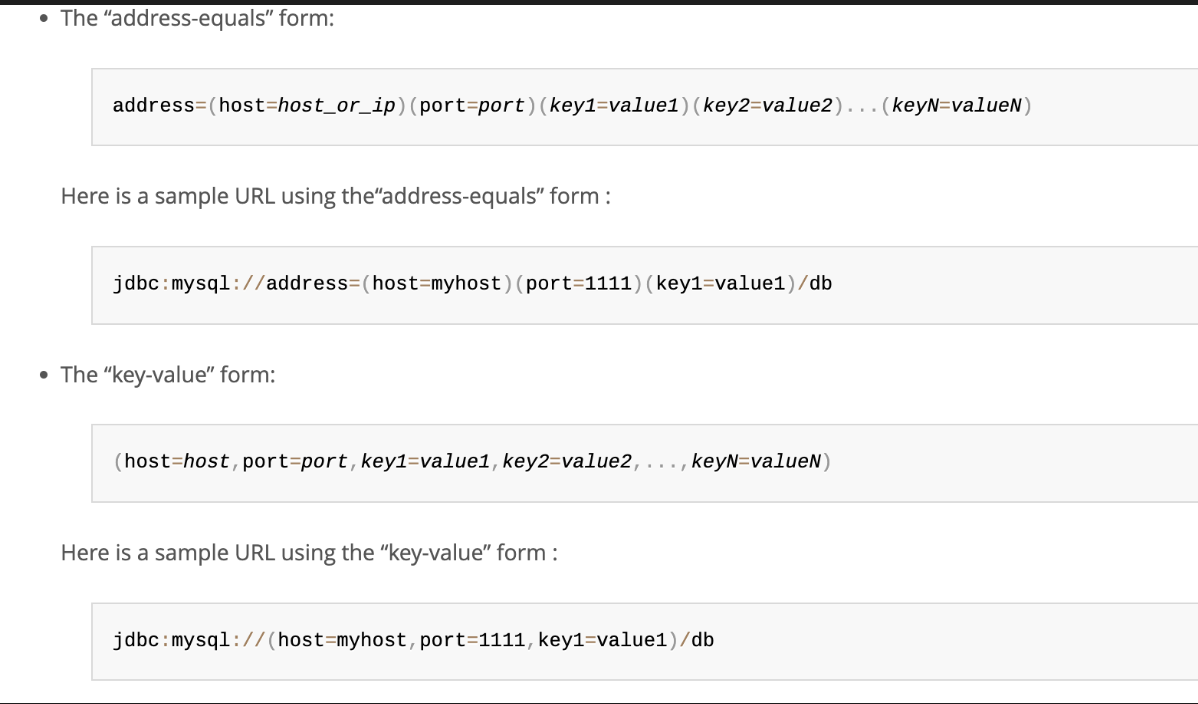 • The “address-equals” form:
address=(host=host_or_ip)(port=port)(key1=value1)(key2=value2)...(keyN=valueN)
Here is a sample URL using the“address-equals” form :
jdbc:mysql://address=(host=myhost)(port=1111)(key1=value1)/db
• The “key-value” form:
(host=host,port=port,key1=value1,key2=value2,...,keyN=valueN)
Here is a sample URL using the “key-value” form :
jdbc:mysql://(host=myhost,port=1111,key1=value1)/db